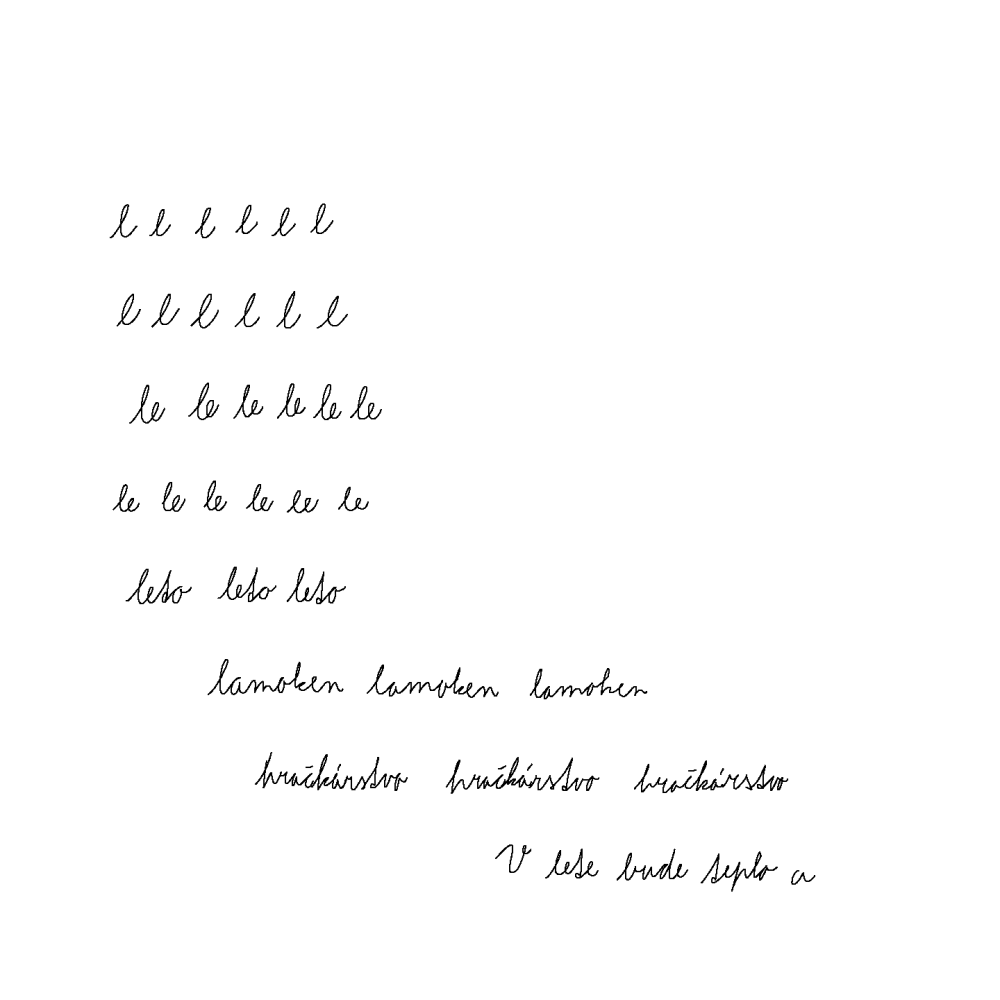 l l l l l l
l l l l l l
le le le le le le
le le le le le le
leto leto leto
lamoken lamoken lamoken
hračkárstvo hračkárstvo hračkárstvo
V lete bude teplo a